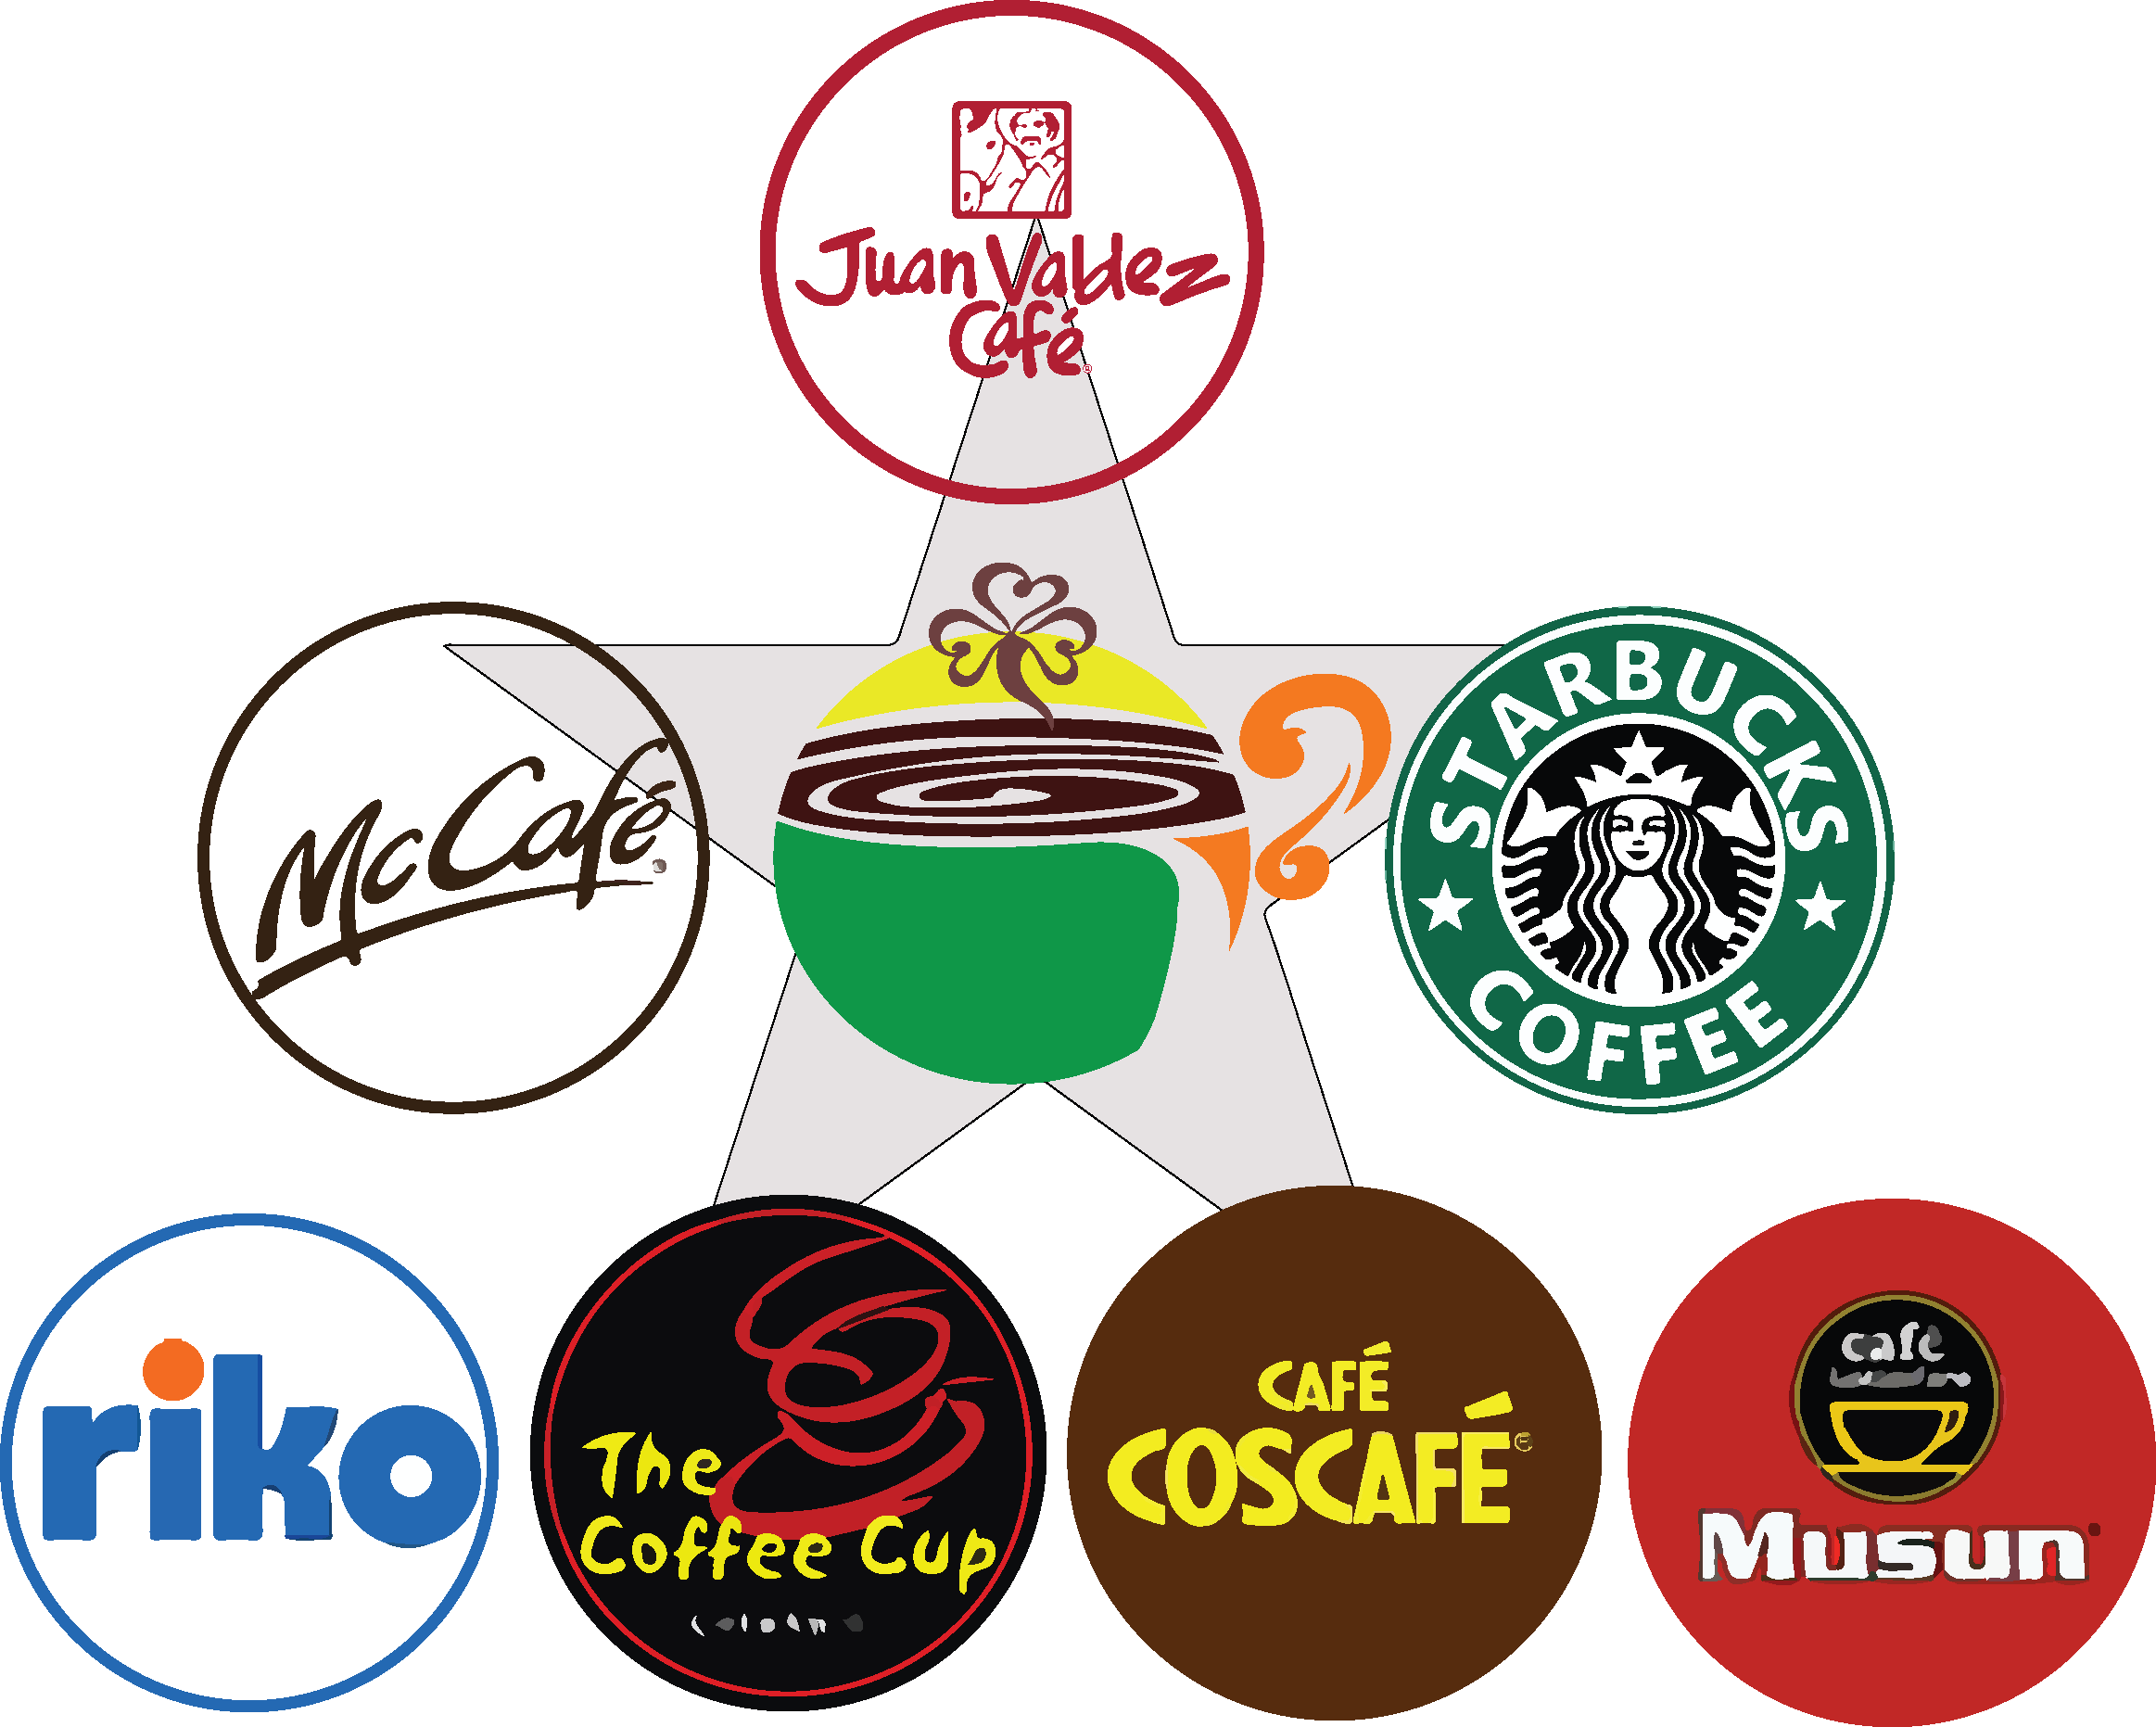 Juan Valdez
Café®
McCafé
STARBUCKS
COFFEE
riko
The
Coffee Cup
CAFÉ
COSCAFÉ
café
Musun